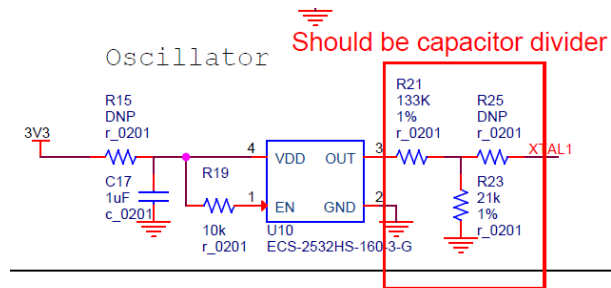 Should be capacitor divider
Oscillator
R15
DNP
r_0201
3V3
C17
1uF
c_0201
R19
10k
r_0201
4
VDD
OUT
3
1
EN
GND
2
U10
ECS-2532HS-160-3-G
R21
133K
1%
r_0201
R25
DNP
r_0201
XTAL1
R23
21k
1%
r_0201